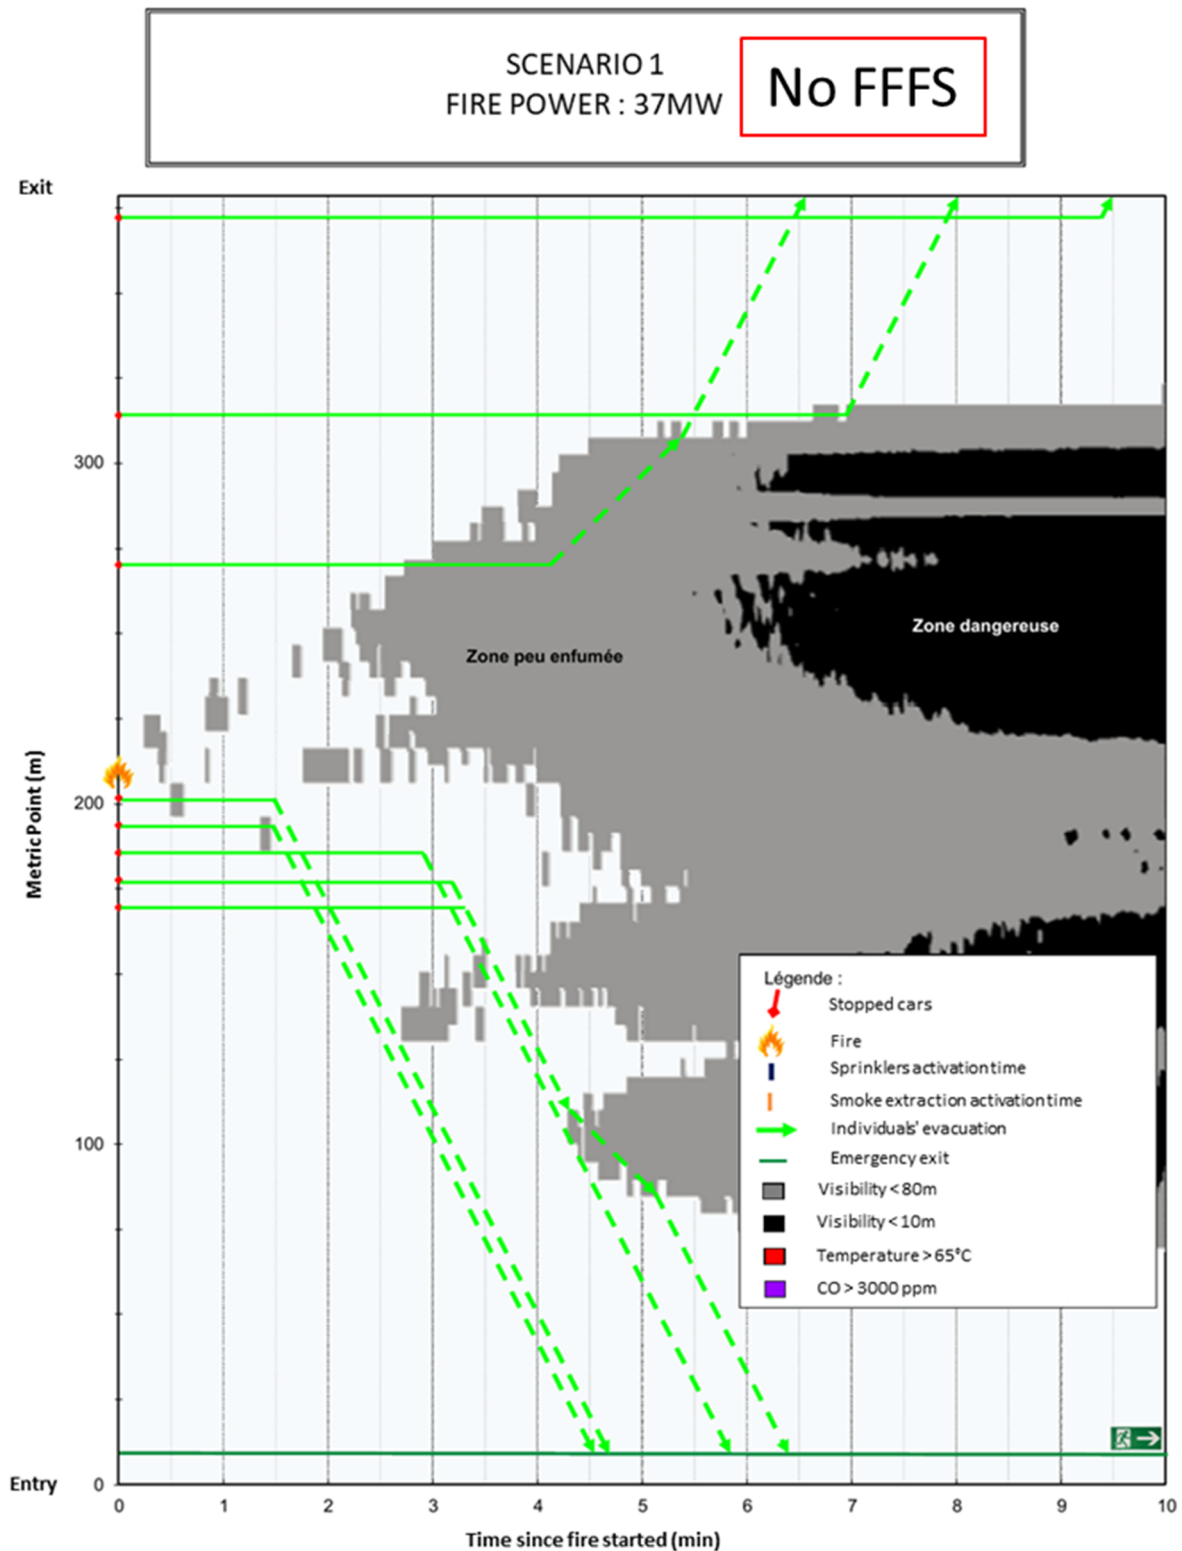 SCENARIO 1
FIRE POWER : 37MW
No FFFS
Exit
300
Zone dangereuse
Zone peu enfumée
Metric Point (m)
200
Légende :
Stopped cars
Fire
Sprinklers activation time
Smoke extraction activation time
100
Individuals' evacuation
Emergency exit
Visibility < 80m
Visibility < 10m
Temperature > 65°C
CO > 3000 ppm
Entry
0
0 1 2 3 4 5 6 7 8 9 10
Time since fire started (min)